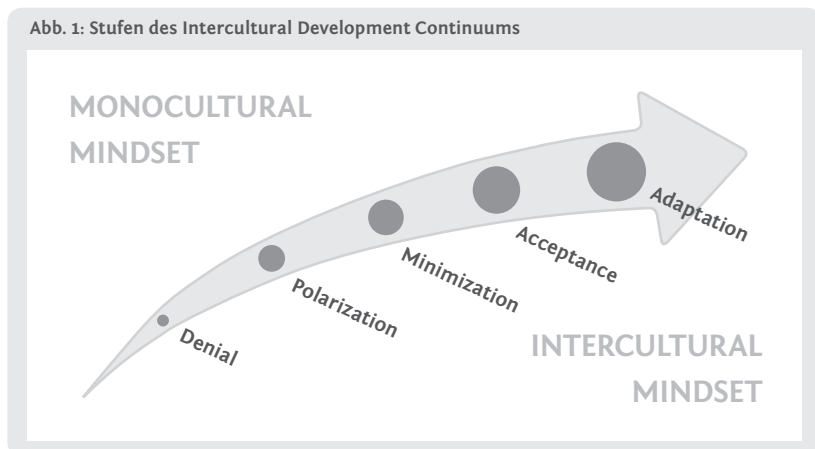 Abb. 1: Stufen des Intercultural Development Continuums
MONOCULTURAL
MINDSET
Adaptation
Acceptance
Minimization
Polarization
Denial
INTERCULTURAL
MINDSET